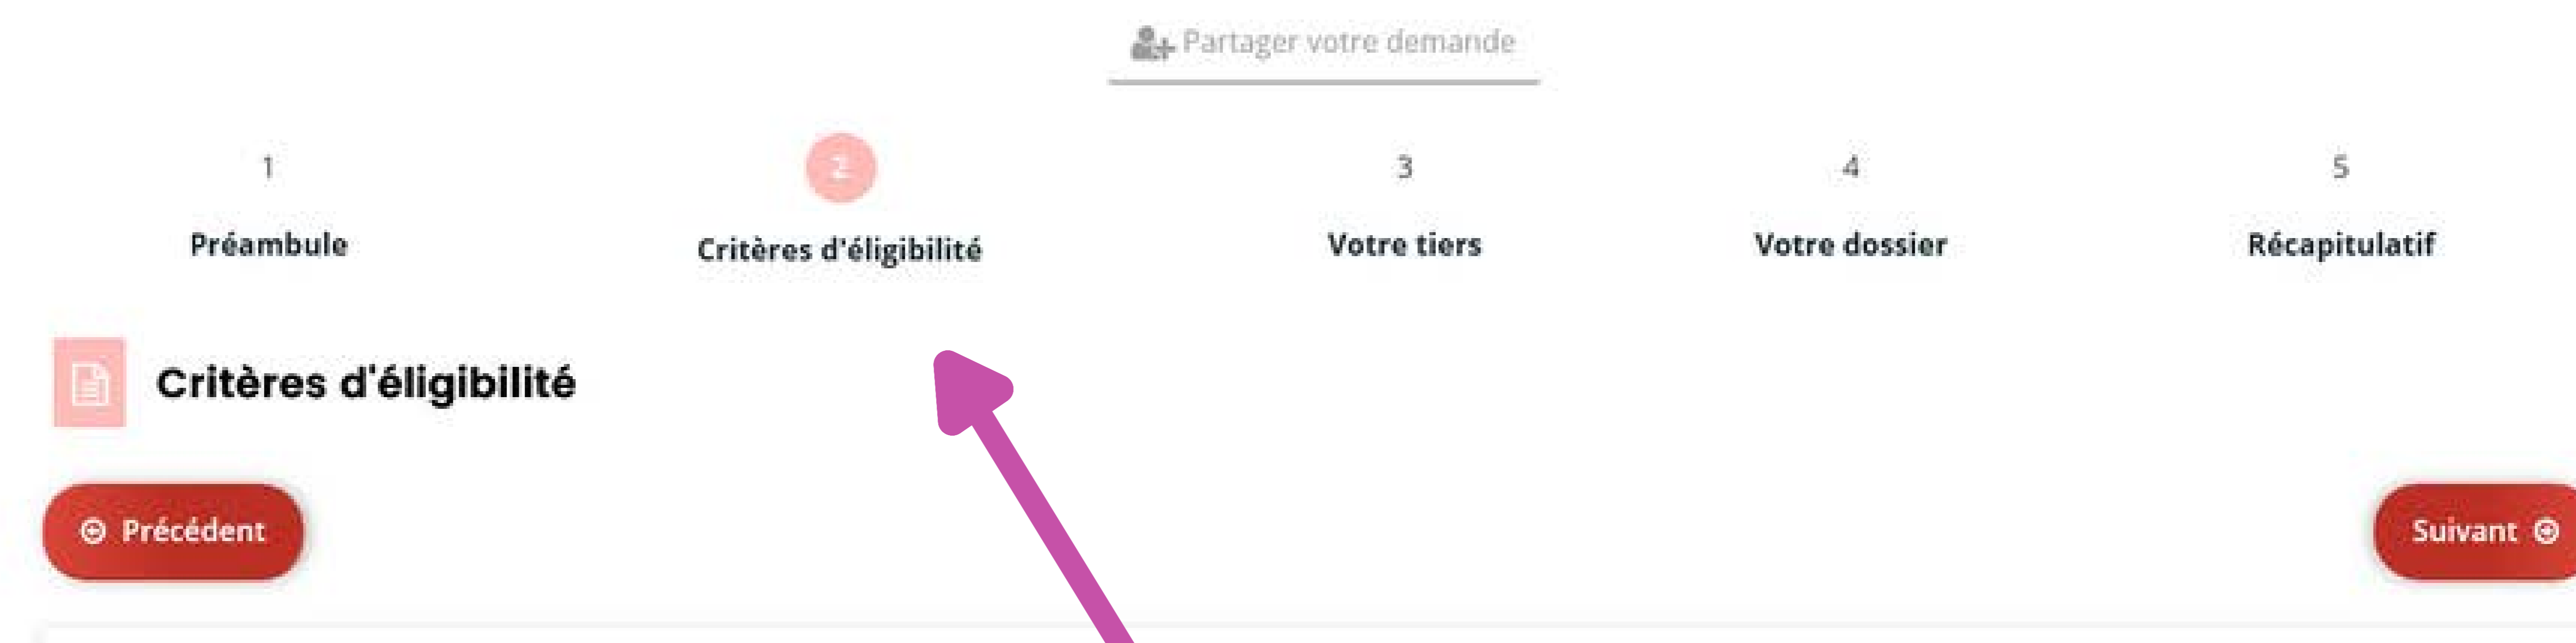 Partager votre demande
1
2
3
4
5
Préambule
Critères d'éligibilité
Votre tiers
Votre dossier
Récapitulatif
Critères d'éligibilité
Précédent
Suivant